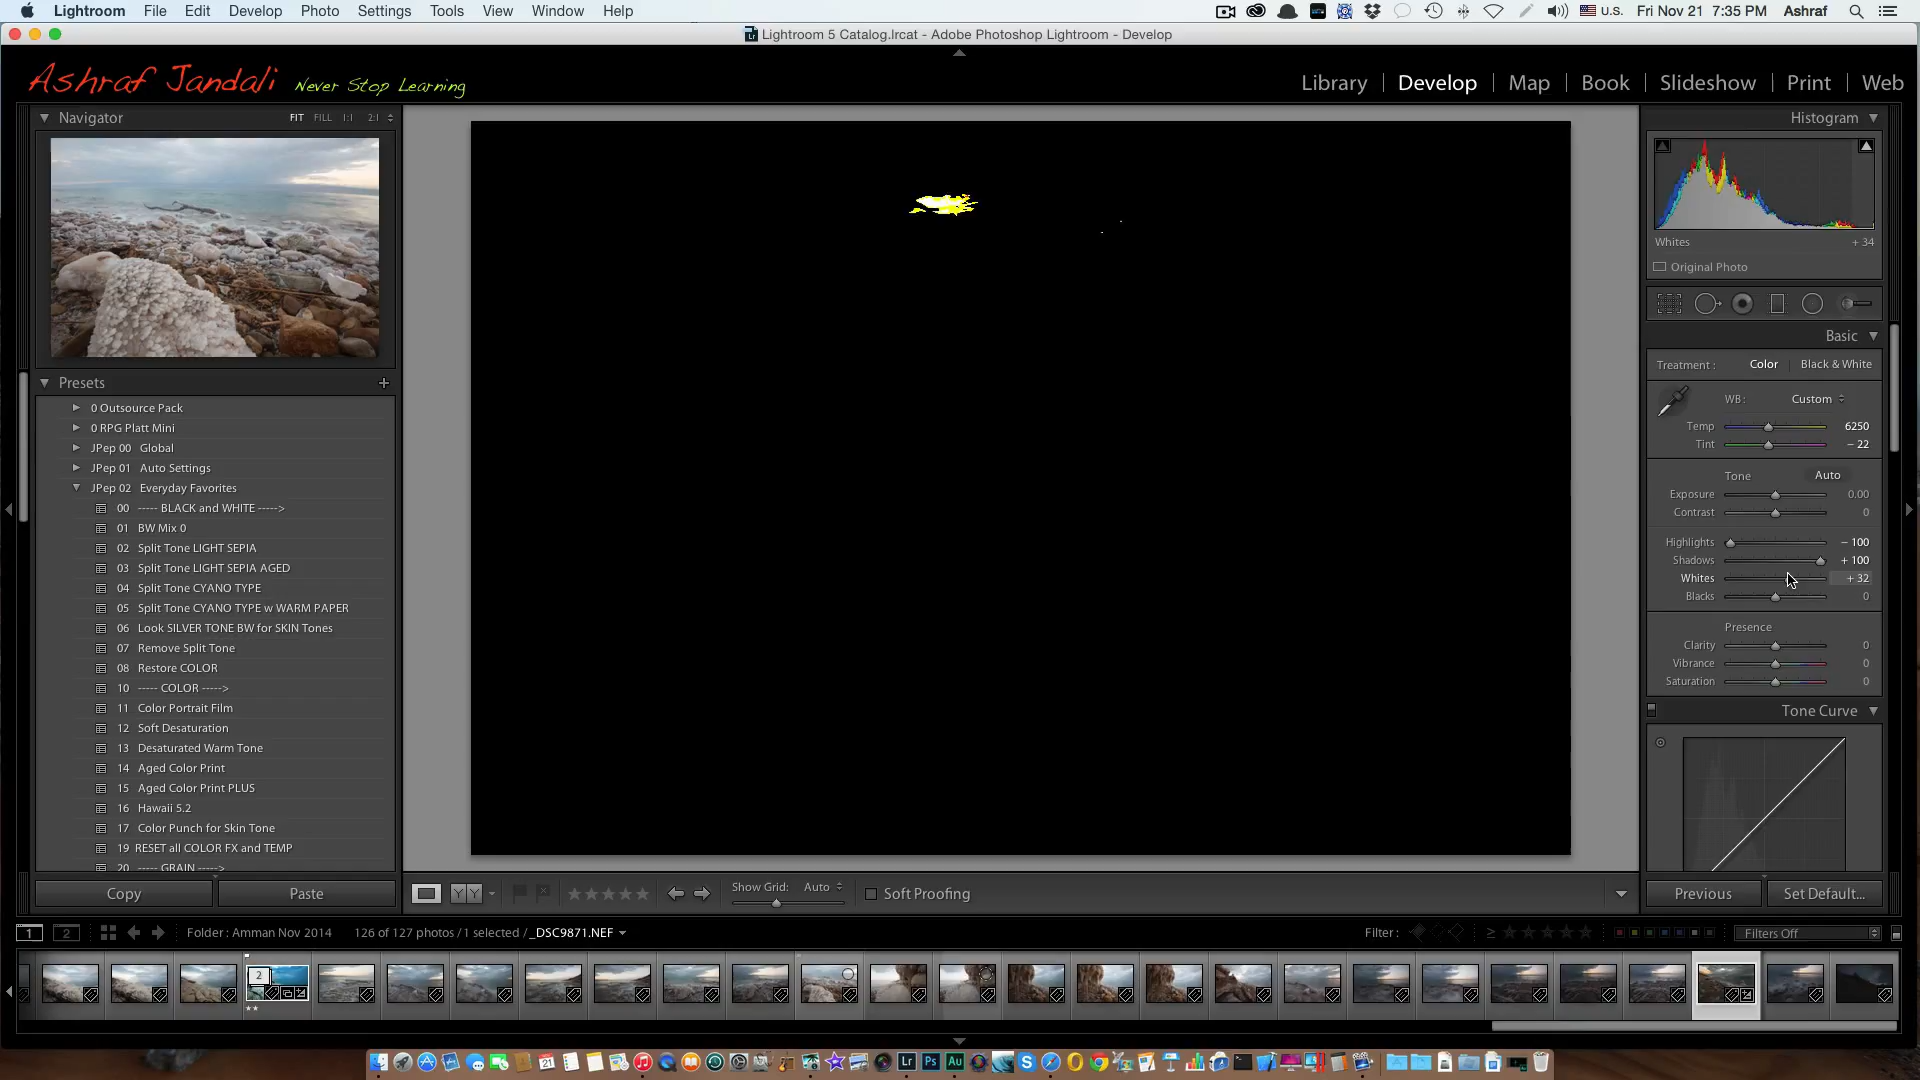 Lightroom File Edit Develop Photo Settings Tools View Window Help U.S. Fri Nov 21 7:35 PM Ashraf
Lightroom 5 Catalog.lrcat - Adobe Photoshop Lightroom - Develop
Ashraf Jandali Never Stop Learning Library | Develop | Map | Book | Slideshow | Print | Web
Navigator FIT FILL 1:1 2:1
Histogram
Whites + 34
Original Photo
Basic
Treatment : Color Black & White
WB : Custom
Temp 6250
Tint − 22
Tone Auto
Exposure 0.00
Contrast 0
Highlights − 100
Shadows + 100
Whites + 32
Blacks 0
Presence
Clarity 0
Vibrance 0
Saturation 0
Tone Curve
Presets +
0 Outsource Pack
0 RPG Platt Mini
JPep 00 Global
JPep 01 Auto Settings
JPep 02 Everyday Favorites
00 ----- BLACK and WHITE ----->
01 BW Mix 0
02 Split Tone LIGHT SEPIA
03 Split Tone LIGHT SEPIA AGED
04 Split Tone CYANO TYPE
05 Split Tone CYANO TYPE w WARM PAPER
06 Look SILVER TONE BW for SKIN Tones
07 Remove Split Tone
08 Restore COLOR
10 ----- COLOR ----->
11 Color Portrait Film
12 Soft Desaturation
13 Desaturated Warm Tone
14 Aged Color Print
15 Aged Color Print PLUS
16 Hawaii 5.2
17 Color Punch for Skin Tone
19 RESET all COLOR FX and TEMP
20 ----- GRAIN ----->
Copy Paste
Y Y Show Grid: Auto Soft Proofing
Previous Set Default...
1 2 Folder : Amman Nov 2014 126 of 127 photos / 1 selected / _DSC9871.NEF Filter : Filters Off
2
21 Lr Ps Au